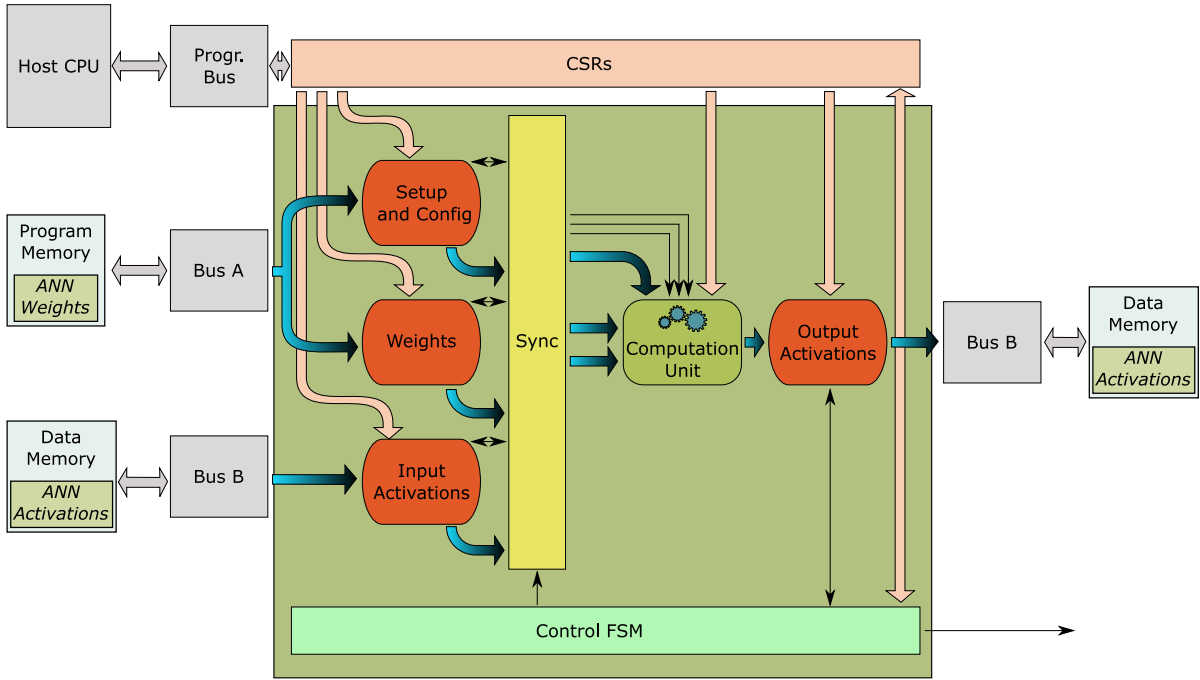 Host CPU
Progr.
Bus
CSRs
Setup
and Config
Program
Memory
ANN
Weights
Bus A
Weights
Sync
Computation
Unit
Output
Activations
Bus B
Data
Memory
ANN
Activations
Data
Memory
ANN
Activations
Bus B
Input
Activations
Control FSM